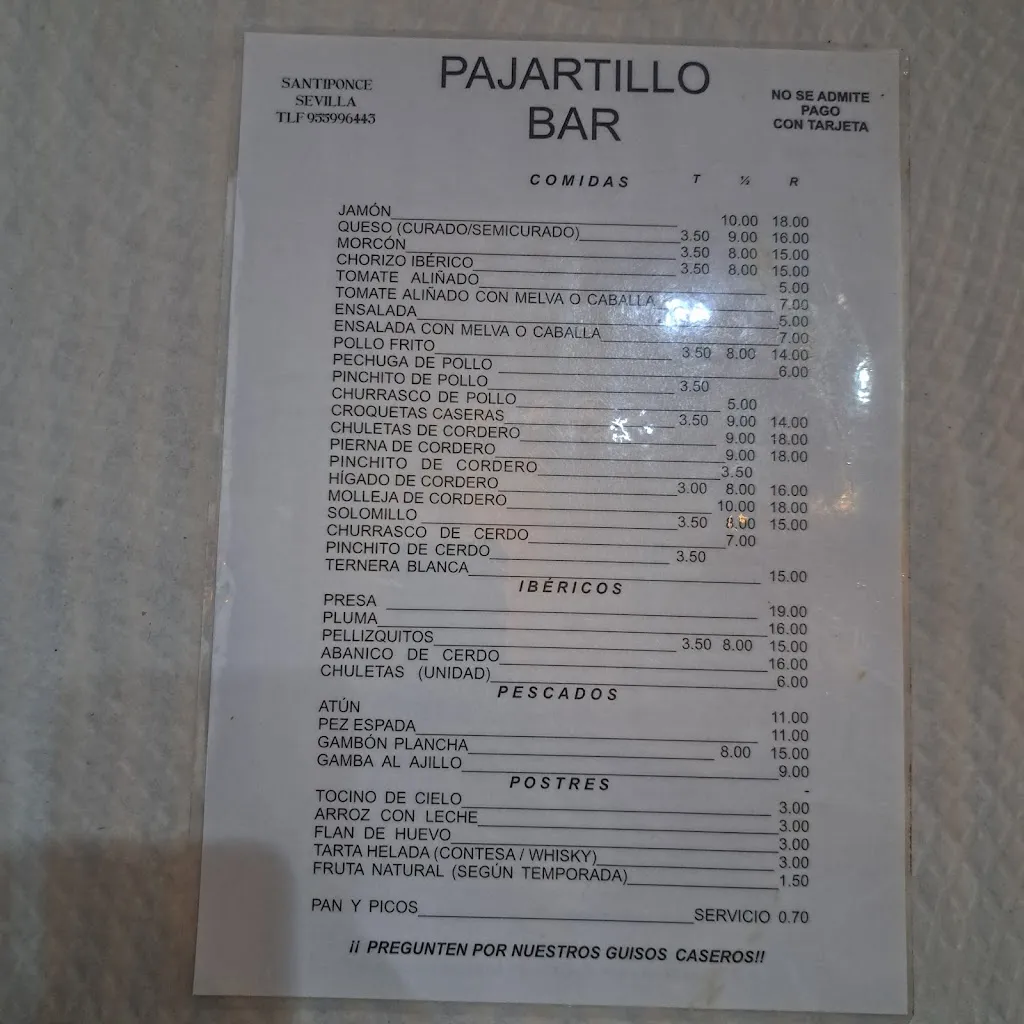 SANTIPONCE
SEVILLA
TLF 955996445
PAJARTILLO
BAR
NO SE ADMITE
PAGO
CON TARJETA
COMIDAS T ½ R
JAMÓN 10.00 18.00
QUESO (CURADO/SEMICURADO) 3.50 9.00 16.00
MORCÓN 3.50 8.00 15.00
CHORIZO IBÉRICO 3.50 8.00 15.00
TOMATE ALIÑADO 5.00
TOMATE ALIÑADO CON MELVA O CABALLA 7.00
ENSALADA 5.00
ENSALADA CON MELVA O CABALLA 7.00
POLLO FRITO 3.50 8.00 14.00
PECHUGA DE POLLO 6.00
PINCHITO DE POLLO 3.50
CHURRASCO DE POLLO 5.00
CROQUETAS CASERAS 3.50 9.00 14.00
CHULETAS DE CORDERO 9.00 18.00
PIERNA DE CORDERO 9.00 18.00
PINCHITO DE CORDERO 3.50
HÍGADO DE CORDERO 3.00 8.00 16.00
MOLLEJA DE CORDERO 10.00 18.00
SOLOMILLO 3.50 8.00 15.00
CHURRASCO DE CERDO 7.00
PINCHITO DE CERDO 3.50
TERNERA BLANCA 15.00
IBÉRICOS
PRESA 19.00
PLUMA 16.00
PELLIZQUITOS 3.50 8.00 15.00
ABANICO DE CERDO 16.00
CHULETAS (UNIDAD) 6.00
PESCADOS
ATÚN 11.00
PEZ ESPADA 11.00
GAMBÓN PLANCHA 8.00 15.00
GAMBA AL AJILLO 9.00
POSTRES
TOCINO DE CIELO 3.00
ARROZ CON LECHE 3.00
FLAN DE HUEVO 3.00
TARTA HELADA (CONTESA / WHISKY) 3.00
FRUTA NATURAL (SEGÚN TEMPORADA) 1.50
PAN Y PICOS SERVICIO 0.70
¡¡ PREGUNTEN POR NUESTROS GUISOS CASEROS!!